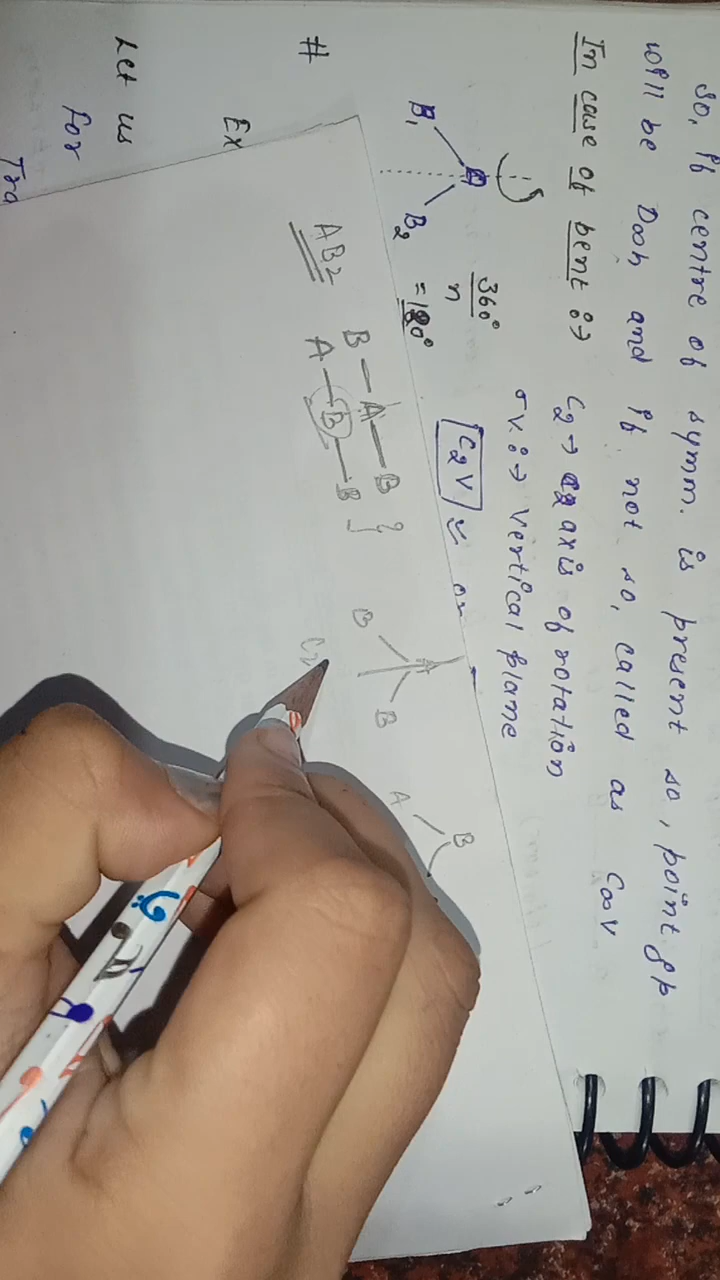 so, if centre of symm. is present so, point gp
will be D∞h and if not so, called as C∞v
In case of bent :→
C2 → axis of rotation
σv :→ vertical plane
C2V
B1 B2
360°
n
= 180°
#
Ex
Let us
for
AB2
B — A — B
A — B — B }
B A B
A B